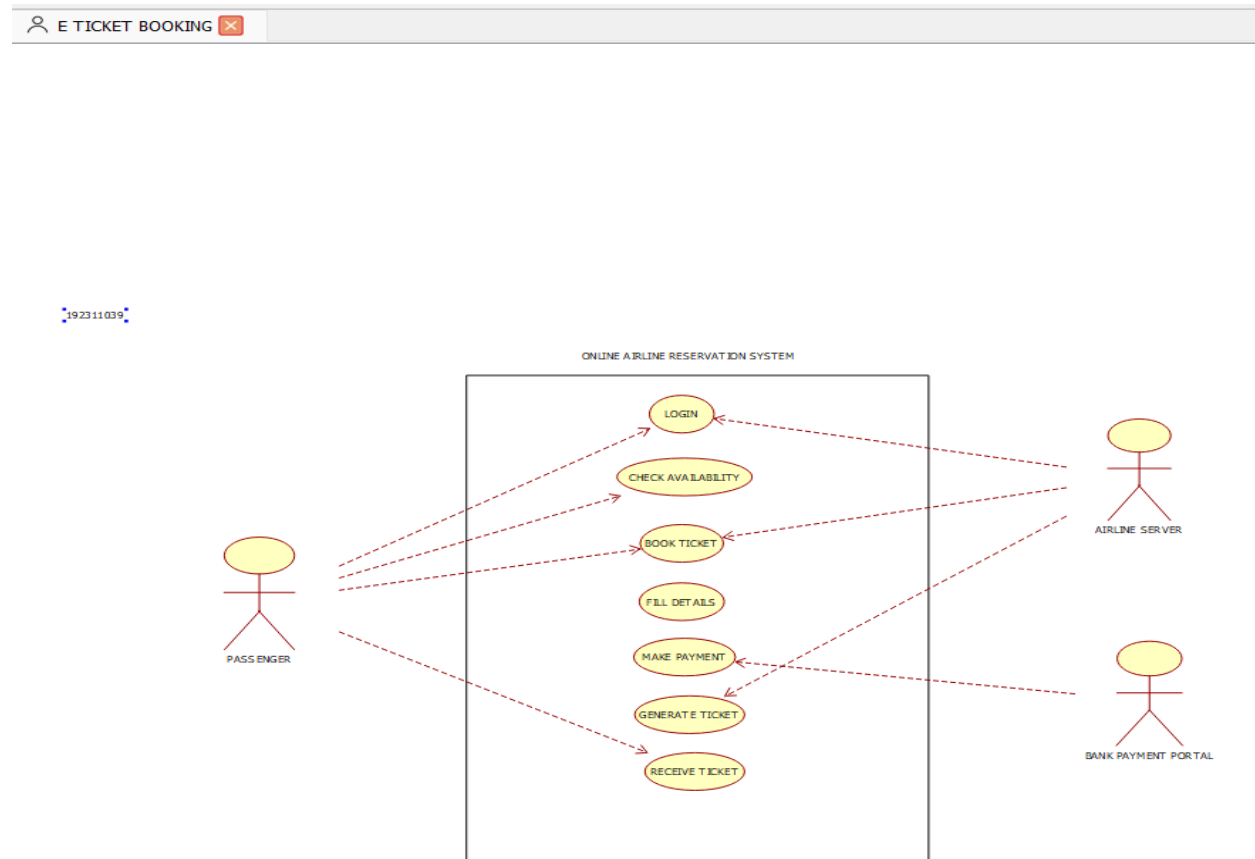 E TICKET BOOKING
192311039
ONLINE AIRLINE RESERVATION SYSTEM
LOGIN
CHECK AVAILABILITY
AIRLINE SERVER
BOOK TICKET
FILL DETAILS
PASSENGER
MAKE PAYMENT
GENERATE TICKET
BANK PAYMENT PORTAL
RECEIVE TICKET